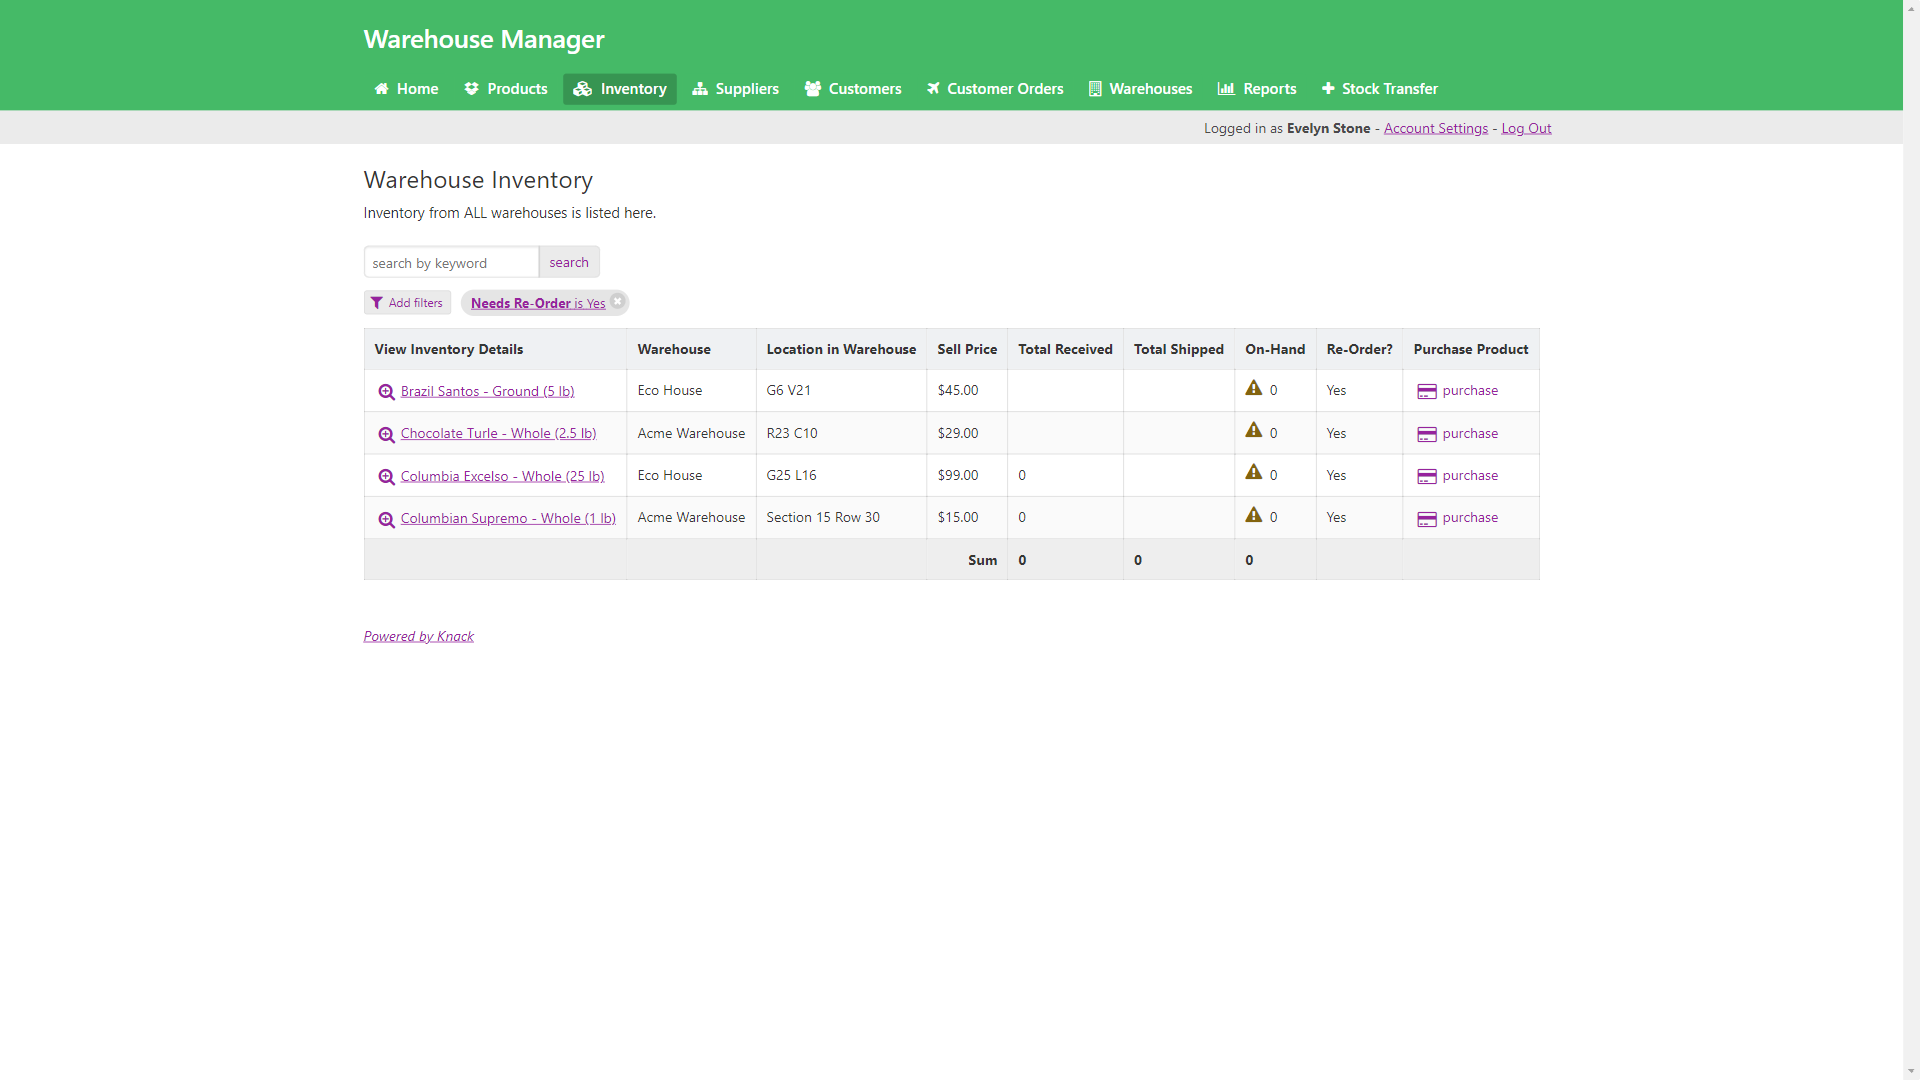 Warehouse Manager
Home Products Inventory Suppliers Customers Customer Orders Warehouses Reports Stock Transfer
Logged in as Evelyn Stone - Account Settings - Log Out
Warehouse Inventory
Inventory from ALL warehouses is listed here.
search by keyword search
Add filters Needs Re-Order is Yes
View Inventory Details Warehouse Location in Warehouse Sell Price Total Received Total Shipped On-Hand Re-Order? Purchase Product
Brazil Santos - Ground (5 lb) Eco House G6 V21 $45.00 0 Yes purchase
Chocolate Turle - Whole (2.5 lb) Acme Warehouse R23 C10 $29.00 0 Yes purchase
Columbia Excelso - Whole (25 lb) Eco House G25 L16 $99.00 0 0 Yes purchase
Columbian Supremo - Whole (1 lb) Acme Warehouse Section 15 Row 30 $15.00 0 0 Yes purchase
Sum 0 0 0
Powered by Knack